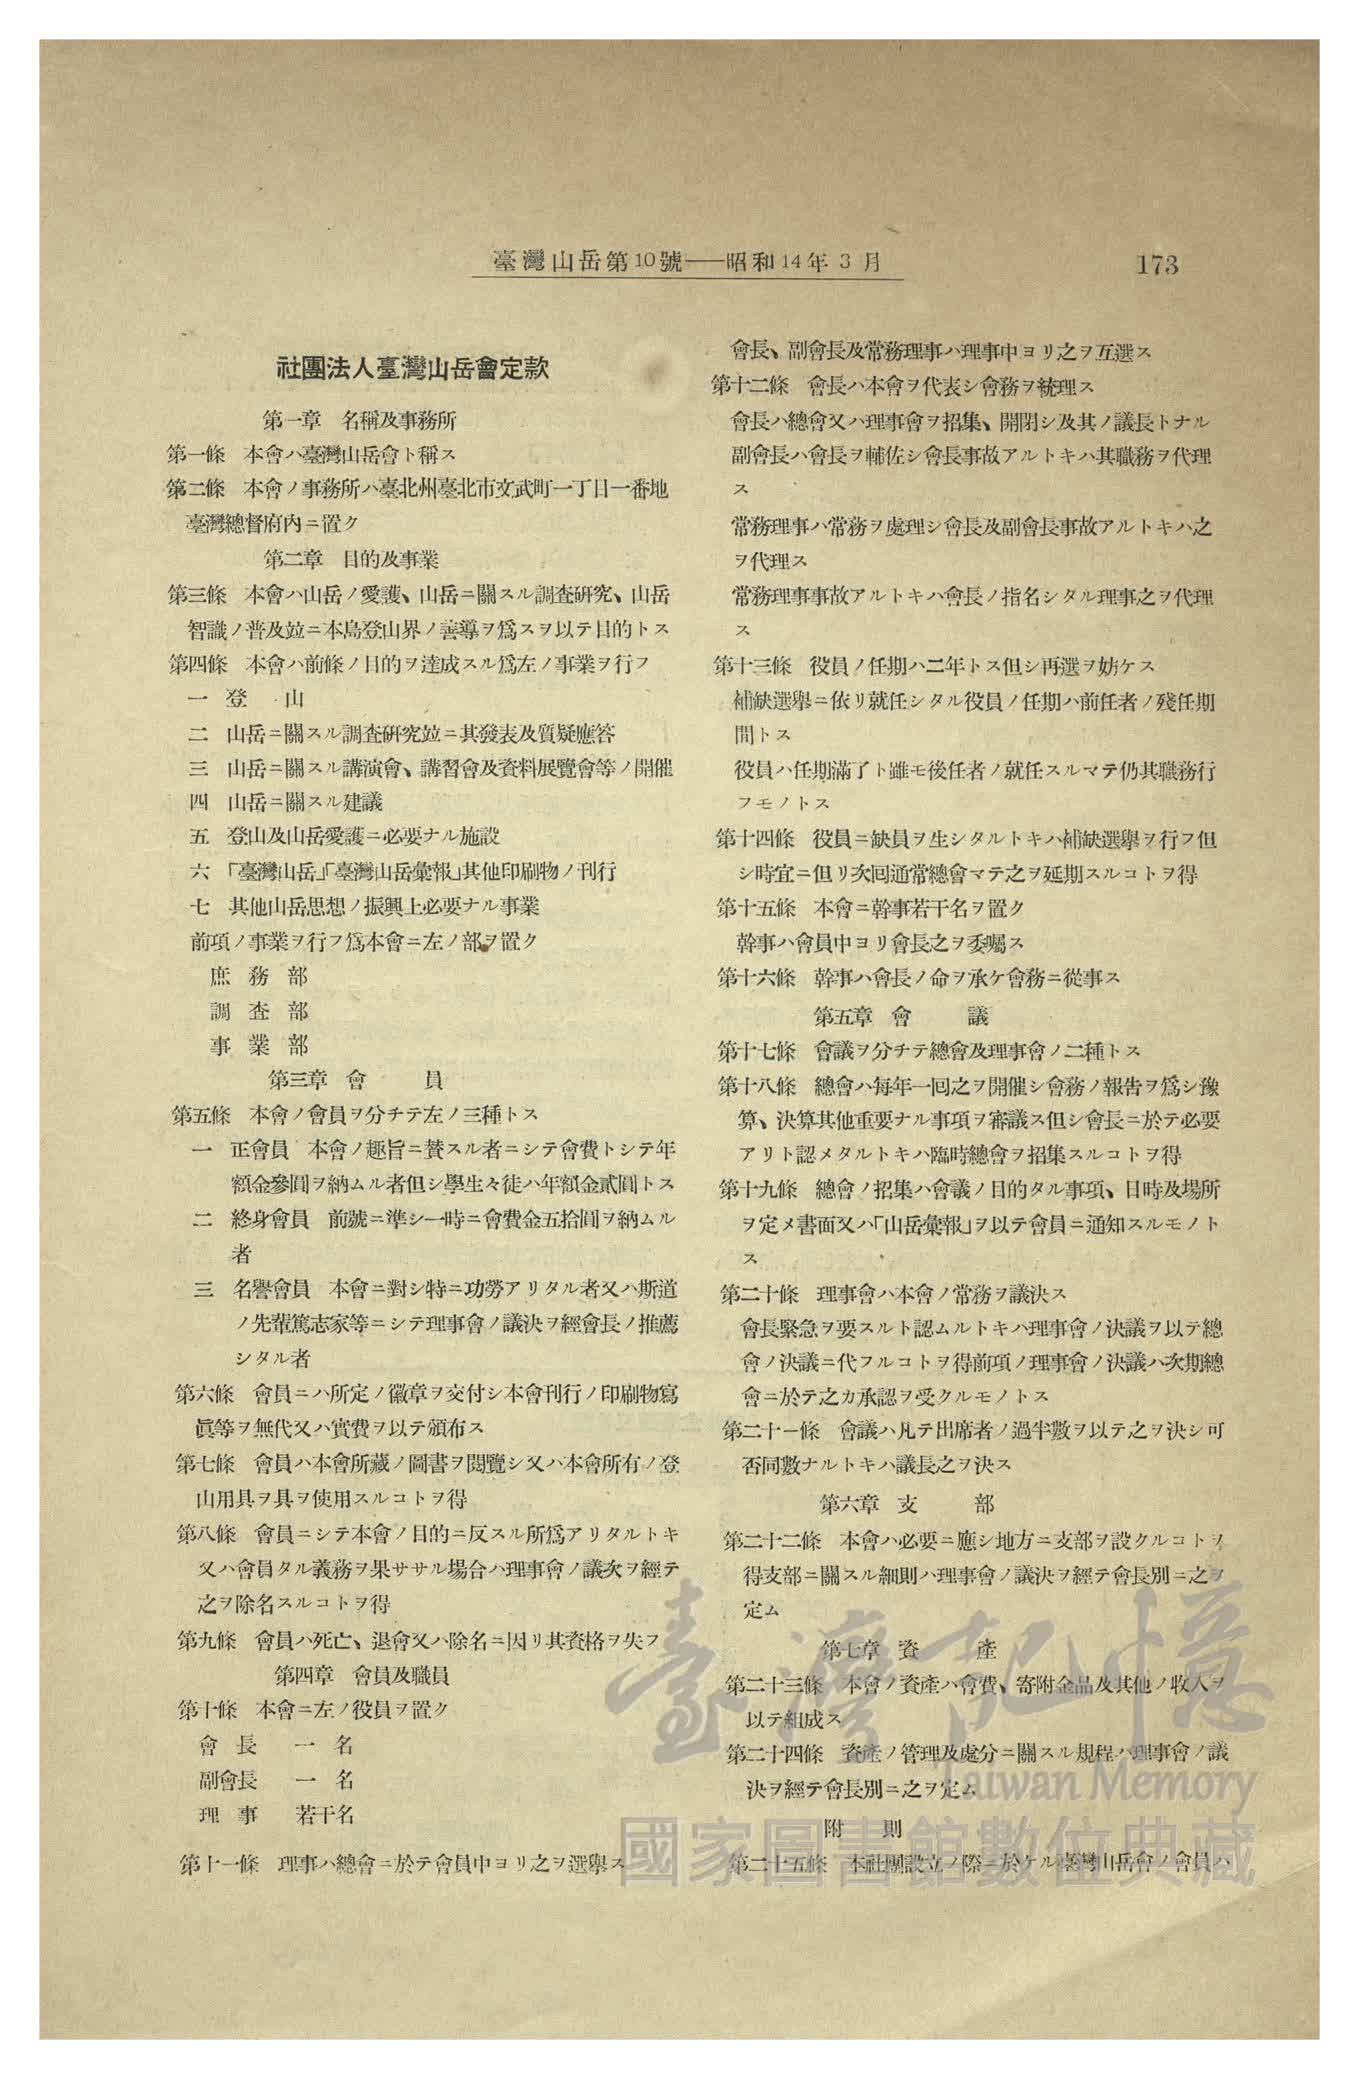 臺灣山岳第10號——昭和14年3月
173
社團法人臺灣山岳會定款
第一章　名稱及事務所
第一條　本會ハ臺灣山岳會ト稱ス
第二條　本會ノ事務所ハ臺北州臺北市文武町一丁目一番地
臺灣總督府內ニ置ク
第二章　目的及事業
第三條　本會ハ山岳ノ愛護、山岳ニ關スル調査研究、山岳
智識ノ普及竝ニ本島登山界ノ善導ヲ爲スヲ以テ目的トス
第四條　本會ハ前條ノ目的ヲ達成スル爲左ノ事業ヲ行フ
一　登　山
二　山岳ニ關スル調査研究竝ニ其發表及質疑應答
三　山岳ニ關スル講演會、講習會及資料展覽會等ノ開催
四　山岳ニ關スル建議
五　登山及山岳愛護ニ必要ナル施設
六　「臺灣山岳」「臺灣山岳彙報」其他印刷物ノ刊行
七　其他山岳思想ノ振興上必要ナル事業
前項ノ事業ヲ行フ爲本會ニ左ノ部ヲ置ク
庶　務　部
調　査　部
事　業　部
第三章　會　　員
第五條　本會ノ會員ヲ分チテ左ノ三種トス
一　正會員　本會ノ趣旨ニ賛スル者ニシテ會費トシテ年
額金參圓ヲ納ムル者但シ學生々徒ハ年額金貳圓トス
二　終身會員　前號ニ準シ一時ニ會費金五拾圓ヲ納ムル
者
三　名譽會員　本會ニ對シ特ニ功勞アリタル者又ハ斯道
ノ先輩篤志家等ニシテ理事會ノ議決ヲ經會長ノ推薦
シタル者
第六條　會員ニハ所定ノ徽章ヲ交付シ本會刊行ノ印刷物寫
眞等ヲ無代又ハ實費ヲ以テ頒布ス
第七條　會員ハ本會所藏ノ圖書ヲ閱覽シ又ハ本會所有ノ登
山用具ヲ具ヲ使用スルコトヲ得
第八條　會員ニシテ本會ノ目的ニ反スル所爲アリタルトキ
又ハ會員タル義務ヲ果ササル場合ハ理事會ノ議次ヲ經テ
之ヲ除名スルコトヲ得
第九條　會員ハ死亡、退會又ハ除名ニ因リ其資格ヲ失フ
第四章　會員及職員
第十條　本會ニ左ノ役員ヲ置ク
會　長　　一　名
副會長　　一　名
理　事　　若干名
第十一條　理事ハ總會ニ於テ會員中ヨリ之ヲ選擧ス
會長、副會長及常務理事ハ理事中ヨリ之ヲ互選ス
第十二條　會長ハ本會ヲ代表シ會務ヲ統理ス
會長ハ總會又ハ理事會ヲ招集、開閉シ及其ノ議長トナル
副會長ハ會長ヲ輔佐シ會長事故アルトキハ其職務ヲ代理
ス
常務理事ハ常務ヲ處理シ會長及副會長事故アルトキハ之
ヲ代理ス
常務理事事故アルトキハ會長ノ指名シタル理事之ヲ代理
ス
第十三條　役員ノ任期ハ二年トス但シ再選ヲ妨ケス
補缺選擧ニ依リ就任シタル役員ノ任期ハ前任者ノ殘任期
間トス
役員ハ任期滿了ト雖モ後任者ノ就任スルマテ仍其職務行
フモノトス
第十四條　役員ニ缺員ヲ生シタルトキハ補缺選擧ヲ行フ但
シ時宜ニ但リ次回通常總會マテ之ヲ延期スルコトヲ得
第十五條　本會ニ幹事若干名ヲ置ク
幹事ハ會員中ヨリ會長之ヲ委囑ス
第十六條　幹事ハ會長ノ命ヲ承ケ會務ニ從事ス
第五章　會　　議
第十七條　會議ヲ分チテ總會及理事會ノ二種トス
第十八條　總會ハ每年一回之ヲ開催シ會務ノ報告ヲ爲シ豫
算、決算其他重要ナル事項ヲ審議ス但シ會長ニ於テ必要
アリト認メタルトキハ臨時總會ヲ招集スルコトヲ得
第十九條　總會ノ招集ハ會議ノ目的タル事項、日時及場所
ヲ定メ書面又ハ「山岳彙報」ヲ以テ會員ニ通知スルモノト
ス
第二十條　理事會ハ本會ノ常務ヲ議決ス
會長緊急ヲ要スルト認ムルトキハ理事會ノ決議ヲ以テ總
會ノ決議ニ代フルコトヲ得前項ノ理事會ノ決議ハ次期總
會ニ於テ之カ承認ヲ受クルモノトス
第二十一條　會議ハ凡テ出席者ノ過半數ヲ以テ之ヲ決シ可
否同數ナルトキハ議長之ヲ決ス
第六章　支　　部
第二十二條　本會ハ必要ニ應シ地方ニ支部ヲ設クルコトヲ
得支部ニ關スル細則ハ理事會ノ議決ヲ經テ會長別ニ之ヲ
定ム
第七章　資　　產
第二十三條　本會ノ資產ハ會費、寄附金品及其他ノ收入ヲ
以テ組成ス
第二十四條　資產ノ管理及處分ニ關スル規程ハ理事會ノ議
決ヲ經テ會長別ニ之ヲ定ム
附　　則
第二十五條　本社團設立ノ際ニ於ケル臺灣山岳會ノ會員ハ
臺灣記憶
Taiwan Memory
國家圖書館數位典藏